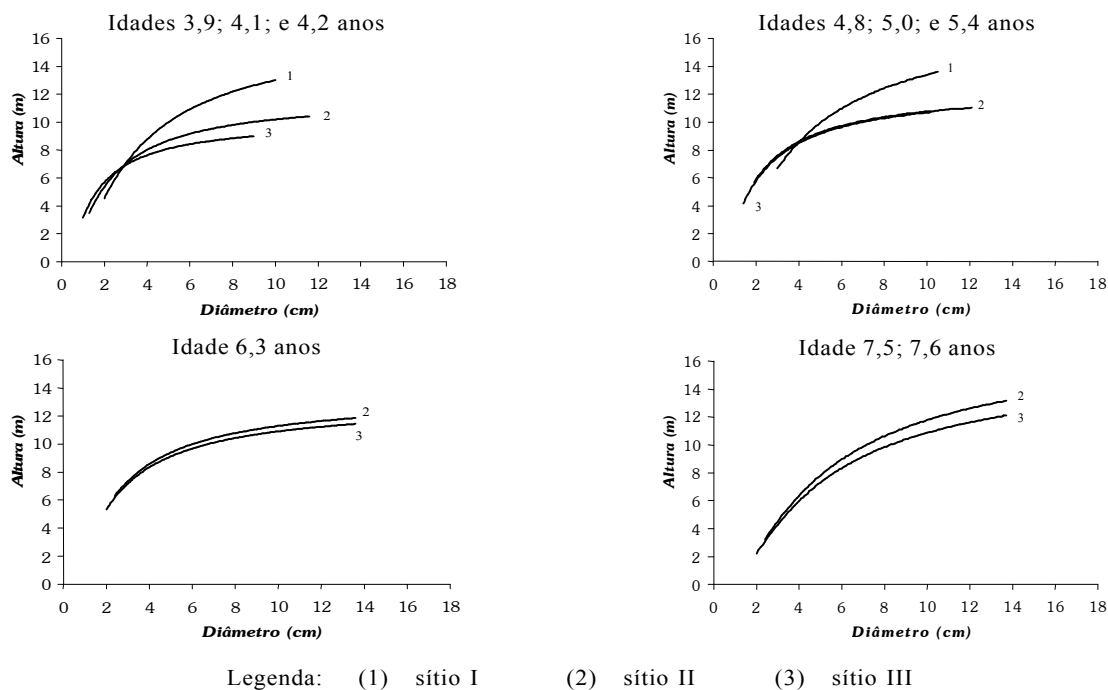 Idades 3,9; 4,1; e 4,2 anos
16
14
12
10
8
6
4
2
0
Altura (m)
1
2
3
0 2 4 6 8 10 12 14 16 18
Diâmetro (cm)
Idades 4,8; 5,0; e 5,4 anos
16
14
12
10
8
6
4
2
0
Altura (m)
1
2
3
0 2 4 6 8 10 12 14 16 18
Diâmetro (cm)
Idade 6,3 anos
16
14
12
10
8
6
4
2
0
Altura (m)
2
3
0 2 4 6 8 10 12 14 16 18
Diâmetro (cm)
Idade 7,5; 7,6 anos
16
14
12
10
8
6
4
2
0
Altura (m)
2
3
0 2 4 6 8 10 12 14 16 18
Diâmetro (cm)
Legenda: (1) sítio I (2) sítio II (3) sítio III